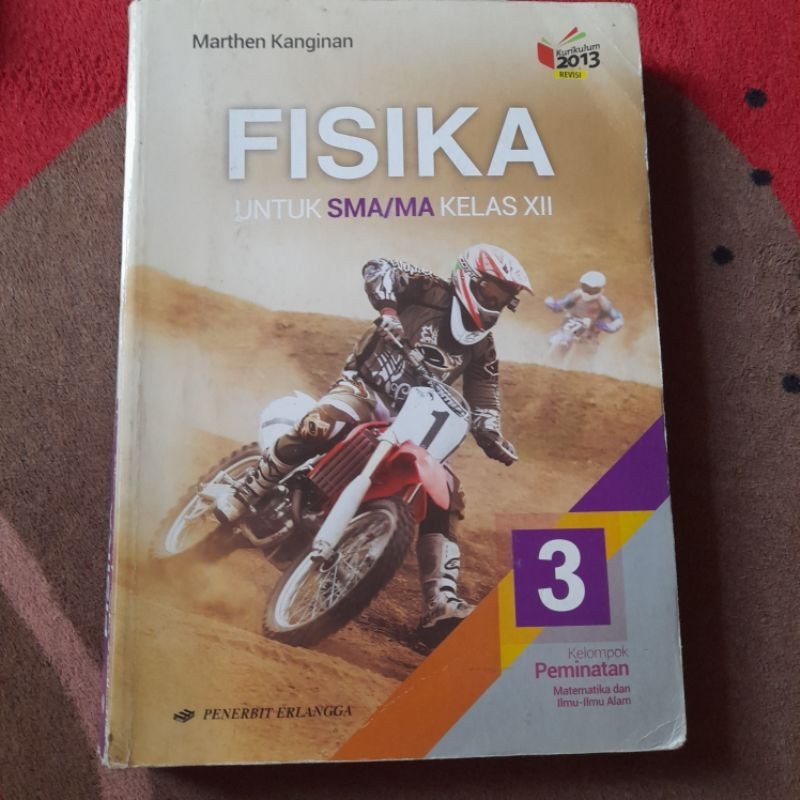 Marthen Kanginan
Kurikulum
2013
REVISI
FISIKA
UNTUK SMA/MA KELAS XII
1
3
Kelompok
Peminatan
Matematika dan
Ilmu-Ilmu Alam
PENERBIT ERLANGGA